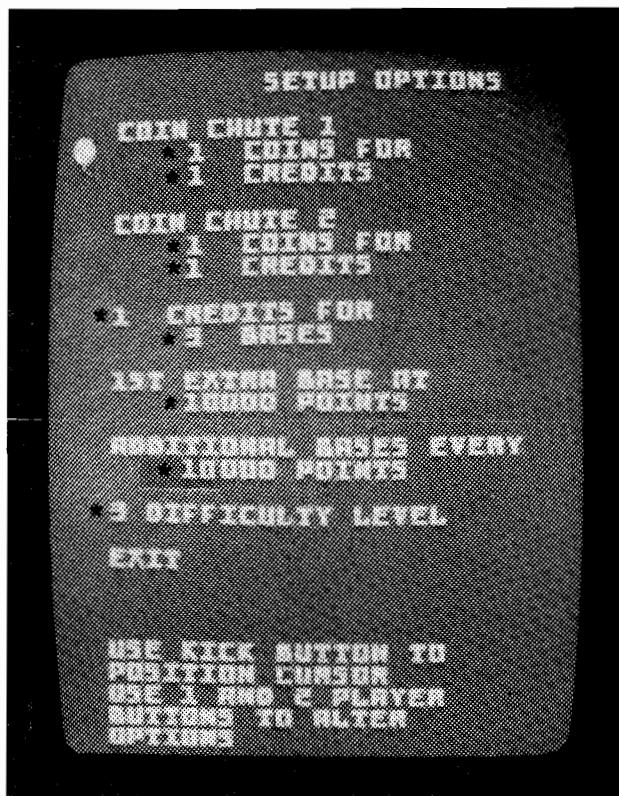 SETUP OPTIONS
COIN CHUTE 1
*1 COINS FOR
*1 CREDITS
COIN CHUTE 2
*1 COINS FOR
*1 CREDITS
*1 CREDITS FOR
*3 BASES
1ST EXTRA BASE AT
*10000 POINTS
ADDITIONAL BASES EVERY
*10000 POINTS
*3 DIFFICULTY LEVEL
EXIT
USE KICK BUTTON TO
POSITION CURSOR
USE 1 AND 2 PLAYER
BUTTONS TO ALTER
OPTIONS